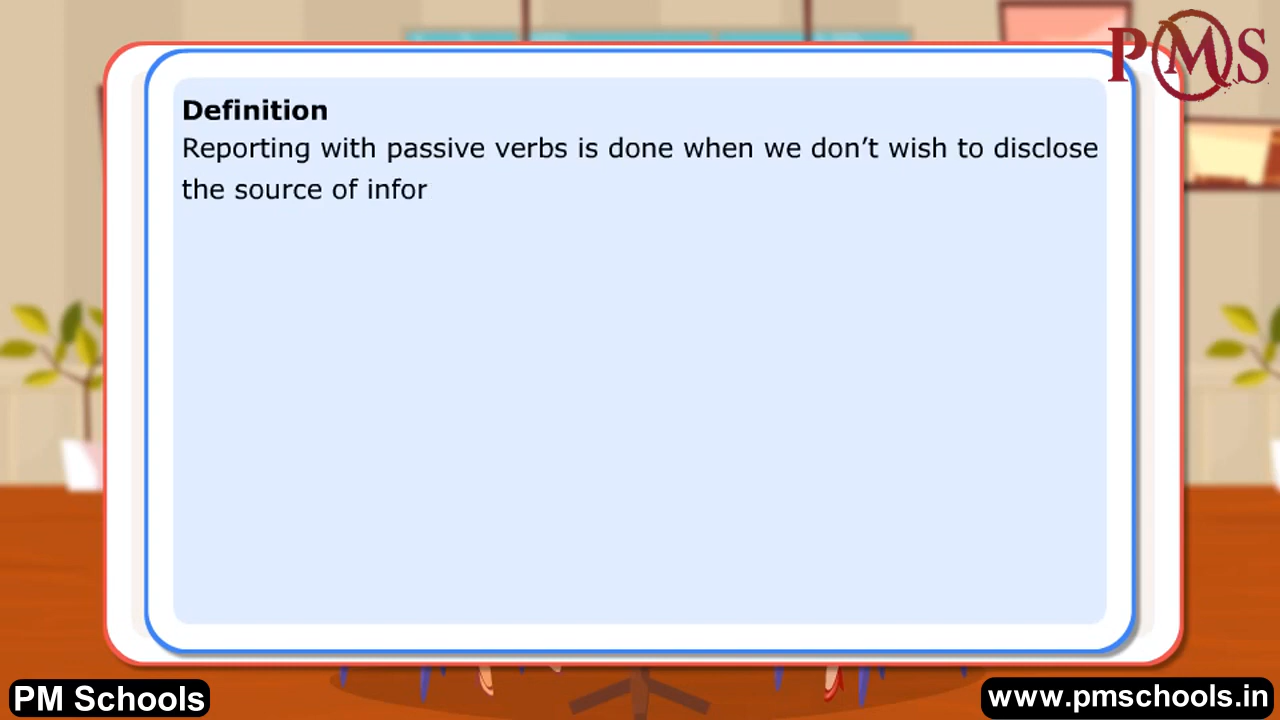 PMS
Definition
Reporting with passive verbs is done when we don’t wish to disclose
the source of infor
PM Schools
www.pmschools.in